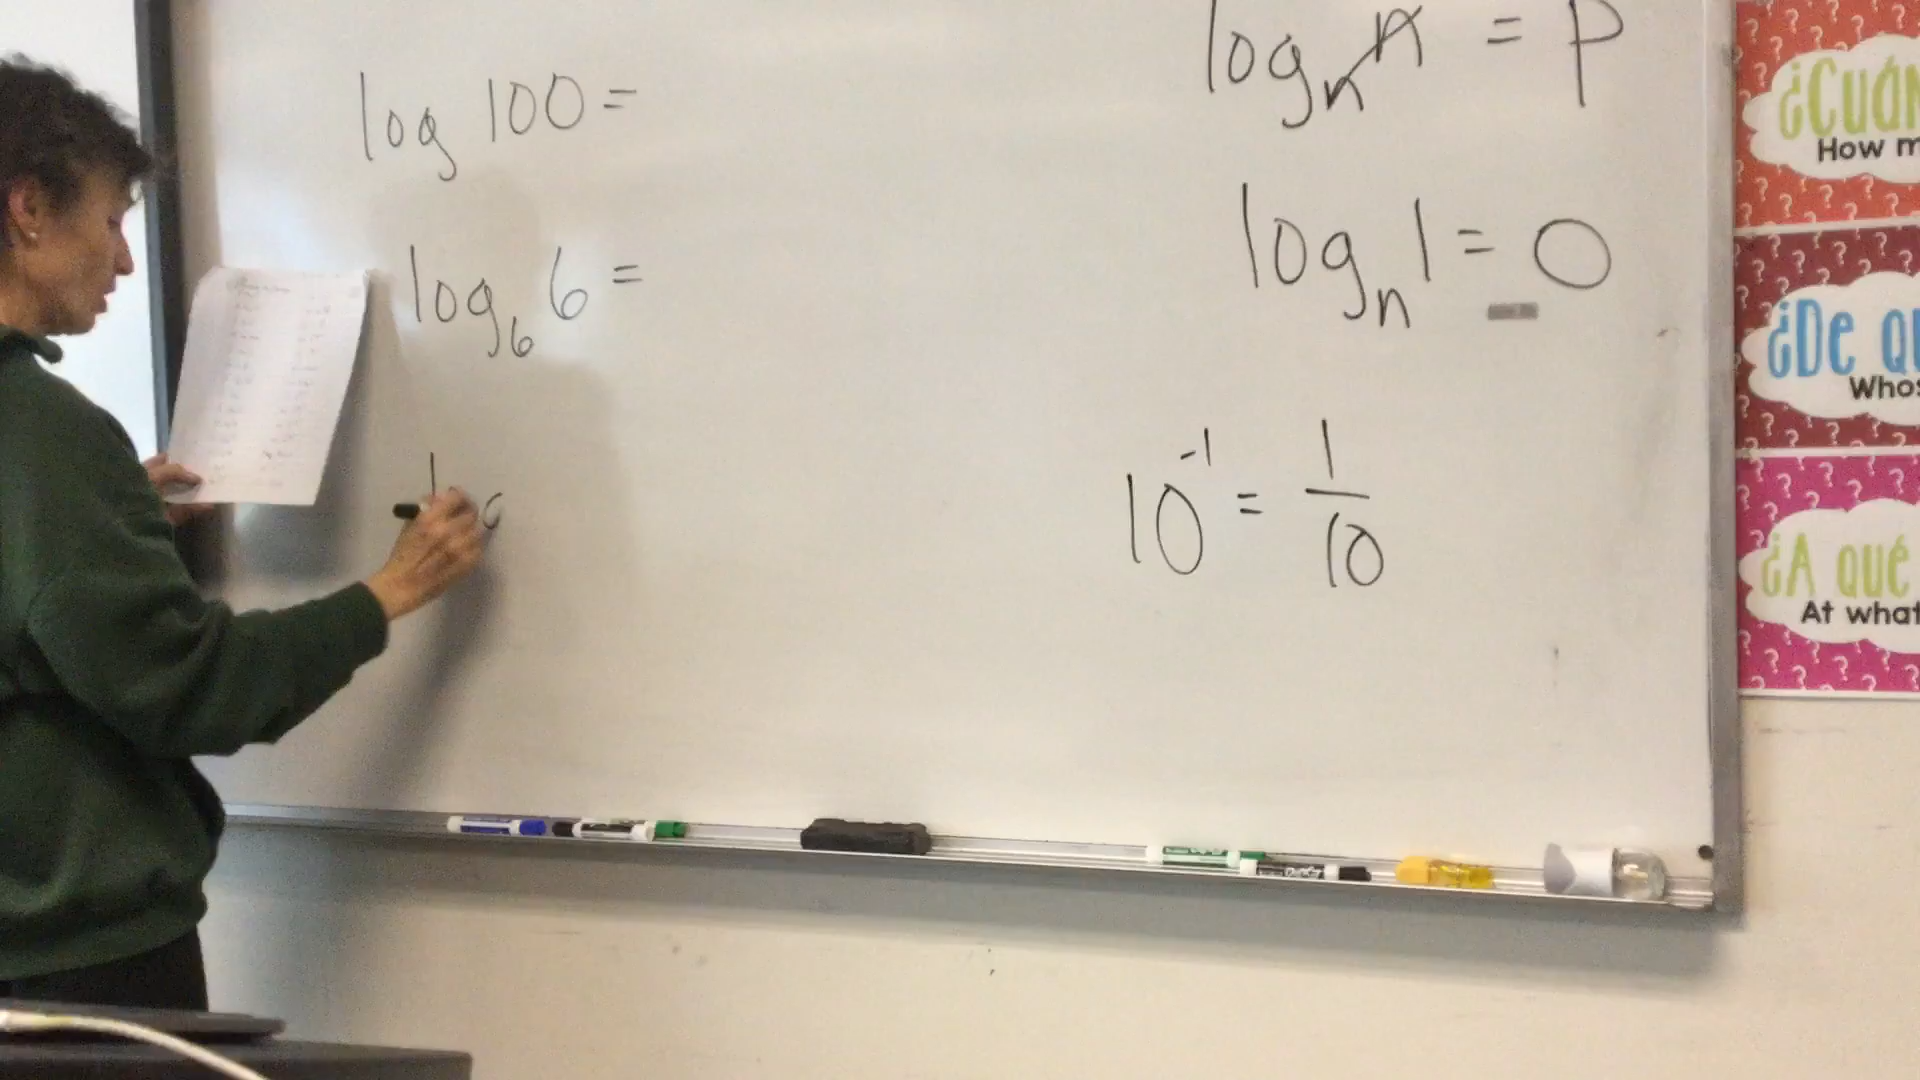 log 100 =
log₆ 6 =
log
logₙ n = P
logₙ 1 = 0
10⁻¹ = 1/10
¿Cuán
How m
¿De qu
Whos
¿A qué
At what